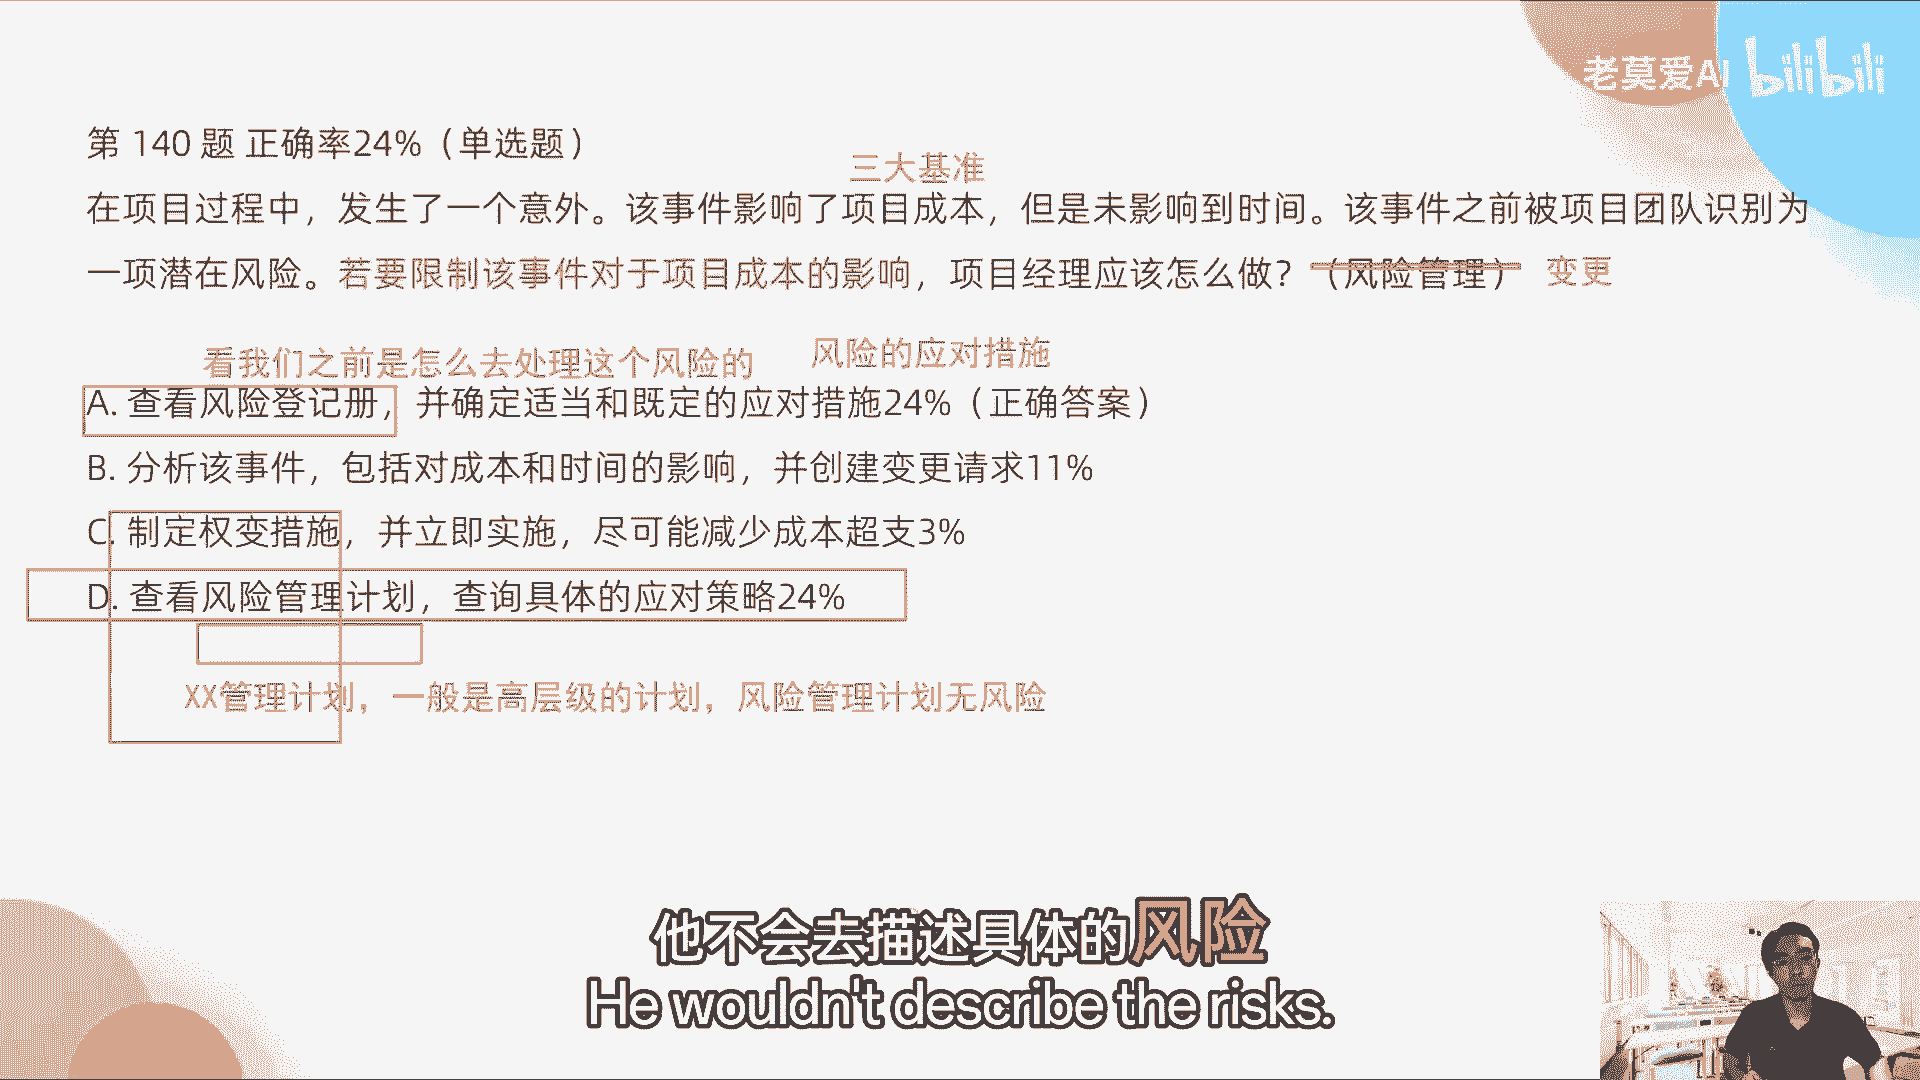 老莫爱AI bilibili
第 140 题 正确率24%（单选题）
三大基准
在项目过程中，发生了一个意外。该事件影响了项目成本，但是未影响到时间。该事件之前被项目团队识别为
一项潜在风险。若要限制该事件对于项目成本的影响，项目经理应该怎么做？（风险管理） 变更
看我们之前是怎么去处理这个风险的 风险的应对措施
A. 查看风险登记册，并确定适当和既定的应对措施24%（正确答案）
B. 分析该事件，包括对成本和时间的影响，并创建变更请求11%
C. 制定权变措施，并立即实施，尽可能减少成本超支3%
D. 查看风险管理计划，查询具体的应对策略24%
XX管理计划，一般是高层级的计划，风险管理计划无风险
他不会去描述具体的风险
He wouldn't describe the risks.